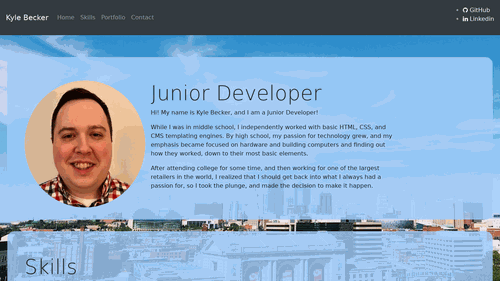 Kyle Becker Home Skills Portfolio Contact
GitHub
Linkedin
Junior Developer
Hi! My name is Kyle Becker, and I am a Junior Developer!
While I was in middle school, I independently worked with basic HTML, CSS, and
CMS templating engines. By high school, my passion for technology grew, and my
emphasis became focused on hardware and building computers and finding out
how they worked, down to their most basic elements.
After attending college for some time, and then working for one of the largest
retailers in the world, I realized that I should get back into what I always had a
passion for, so I took the plunge, and made the decision to make it happen.
Skills